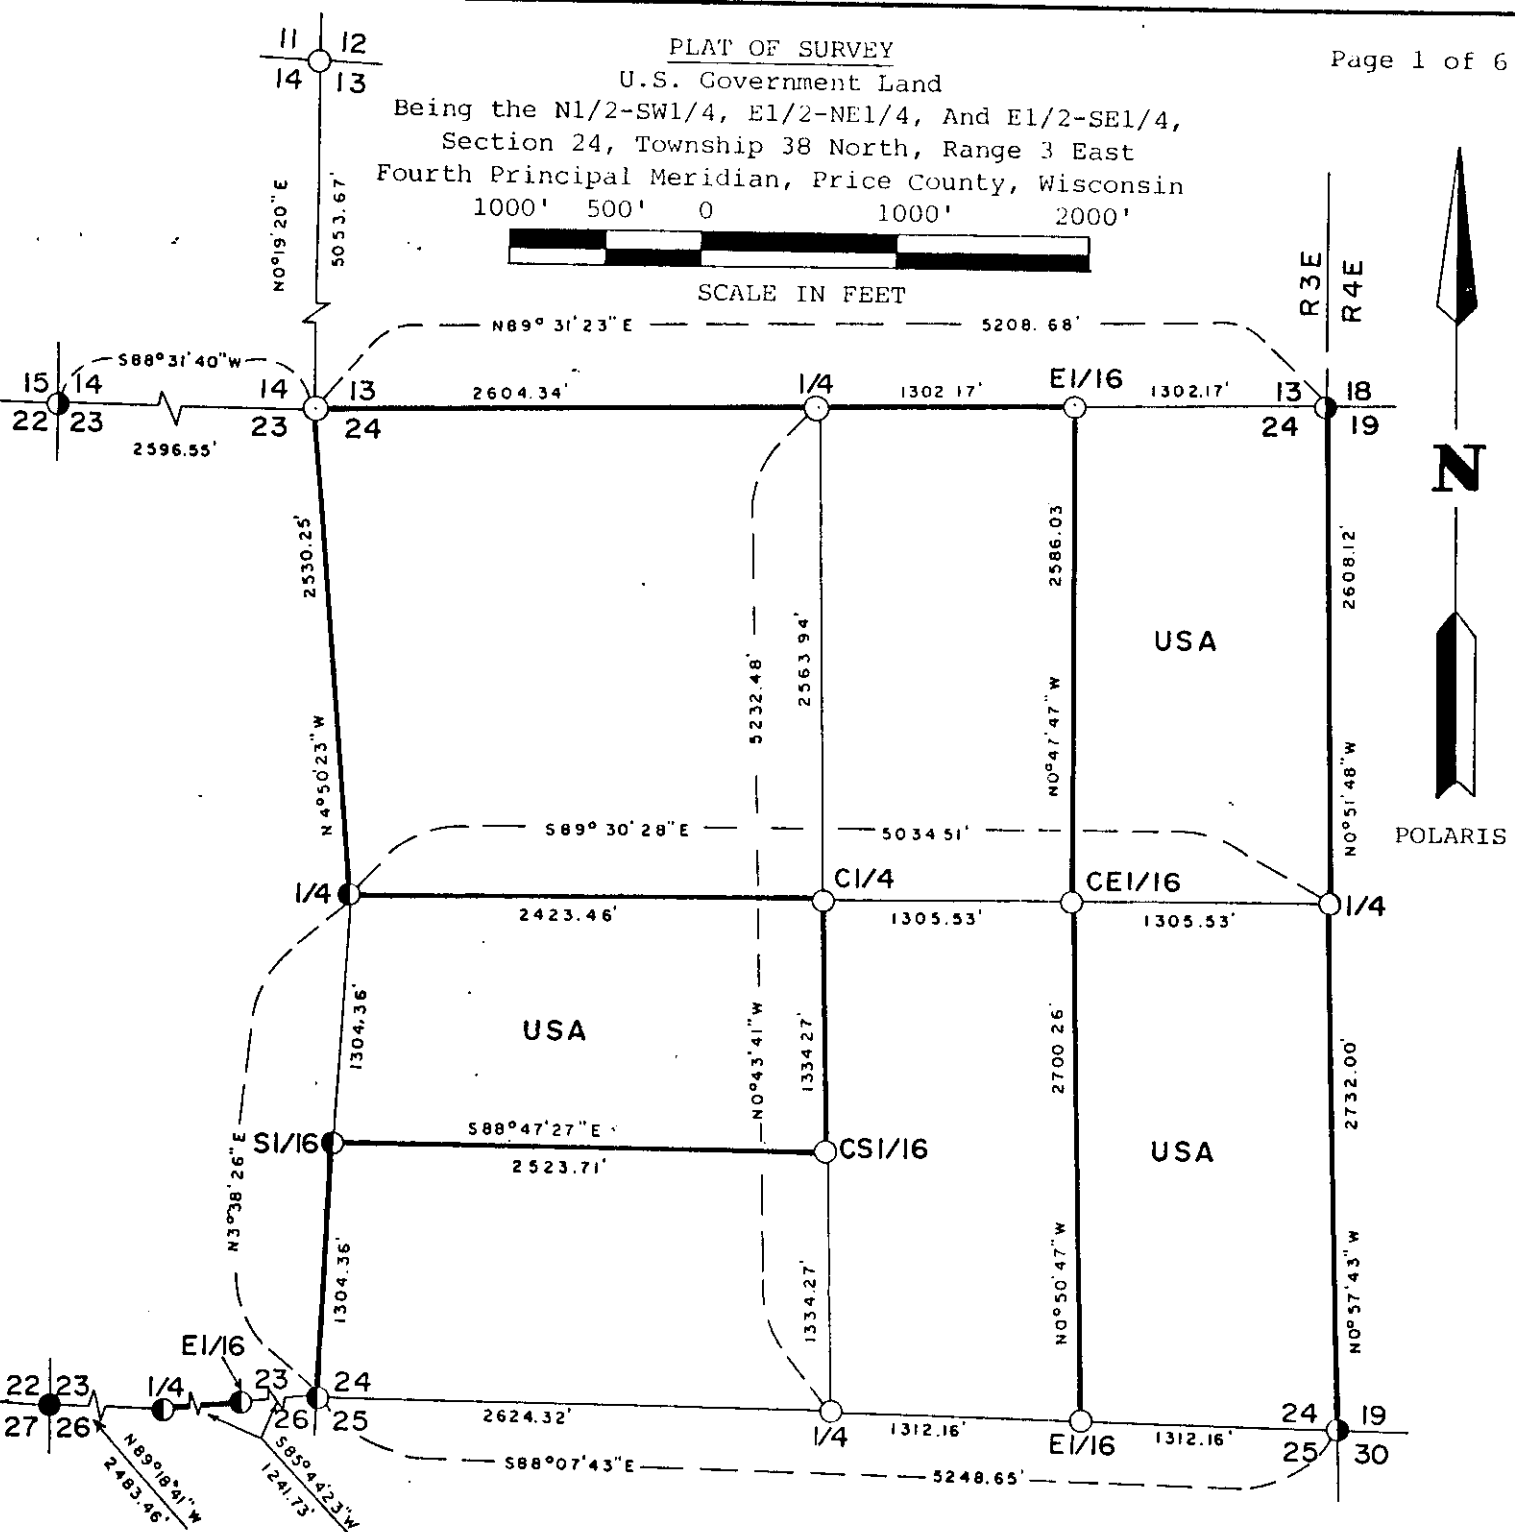 PLAT OF SURVEY
Page 1 of 6
U.S. Government Land
Being the N1/2-SW1/4, E1/2-NE1/4, And E1/2-SE1/4,
Section 24, Township 38 North, Range 3 East
Fourth Principal Meridian, Price County, Wisconsin
1000' 500' 0 1000' 2000'
SCALE IN FEET
11 12
14 13
N0°19'20"E
5053.67'
R3E
R4E
N89°31'23"E 5208.68'
S88°31'40"W
15 14
22 23
2596.55'
14 13
23 24
2604.34'
1/4
1302 17'
E1/16
1302.17'
13 18
24 19
N
POLARIS
2530.25'
N4°50'23"W
5232.48'
N0°43'41"W
2563 94'
2586.03
N0°47'47"W
USA
2608.12'
N0°51'48"W
S89°30'28"E 5034 51'
1/4
2423.46'
C1/4
1305.53'
CE1/16
1305.53'
1/4
1304.36'
USA
1334 27'
2700 26
N0°50'47"W
USA
2732.00'
N0°57'43"W
S1/16
S88°47'27"E
2523.71'
CS1/16
N3°38'26"E
1304.36'
1334.27'
E1/16
22 23
27 26
1/4
23 24
26 25
2624.32'
1/4
1312.16'
E1/16
1312.16'
24 19
25 30
S88°07'43"E 5248.65'
N89°18'41"W
2483.46'
S85°44'23"W
1241.73'